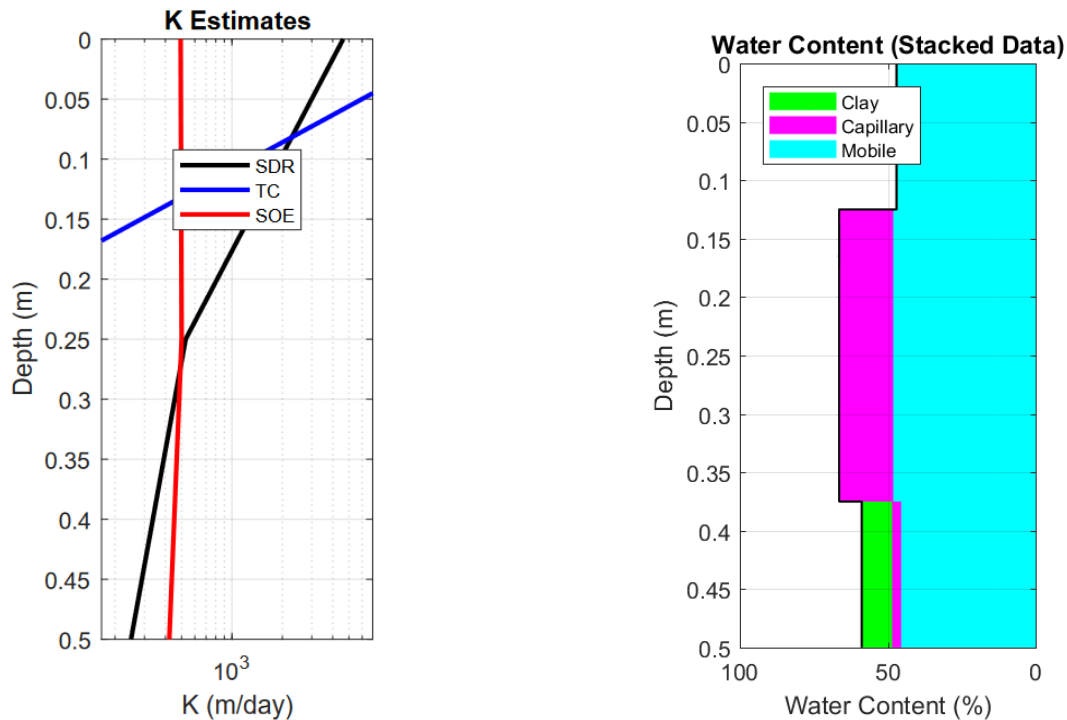 K Estimates
0
0.05
0.1
0.15
0.2
0.25
0.3
0.35
0.4
0.45
0.5
Depth (m)
SDR
TC
SOE
10³
K (m/day)
Water Content (Stacked Data)
0
0.05
0.1
0.15
0.2
0.25
0.3
0.35
0.4
0.45
0.5
Depth (m)
Clay
Capillary
Mobile
100 50 0
Water Content (%)